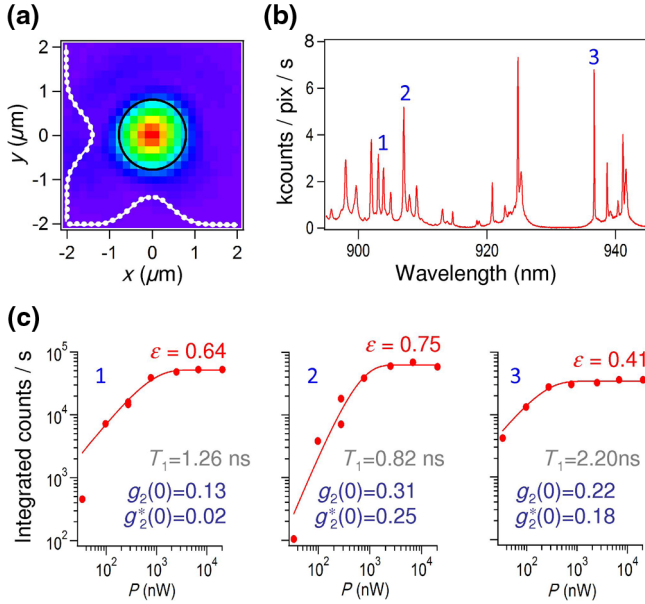 (a)
2
1
0
-1
-2
y (µm)
-2 -1 0 1 2
x (µm)
(b)
8
6
4
2
0
kcounts / pix / s
1
2
3
900 920 940
Wavelength (nm)
(c)
Integrated counts / s
10^5
10^4
10^3
10^2
1
ε = 0.64
T₁=1.26 ns
g₂(0)=0.13
g₂*(0)=0.02
10^2 10^3 10^4
P (nW)
2
ε = 0.75
T₁=0.82 ns
g₂(0)=0.31
g₂*(0)=0.25
10^2 10^3 10^4
P (nW)
3
ε = 0.41
T₁=2.20ns
g₂(0)=0.22
g₂*(0)=0.18
10^2 10^3 10^4
P (nW)